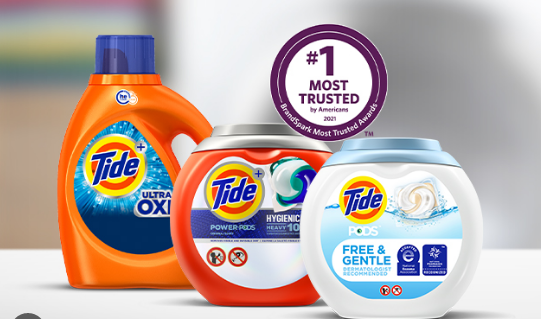 #1
MOST
TRUSTED
by Americans
2021
BrandSpark Most Trusted Awards
TM
he
Tide+
ULTRA
OXI
Tide+
POWER PODS
HYGIENIC
HEAVY 10
Tide
PODS
FREE &
GENTLE
DERMATOLOGIST
RECOMMENDED